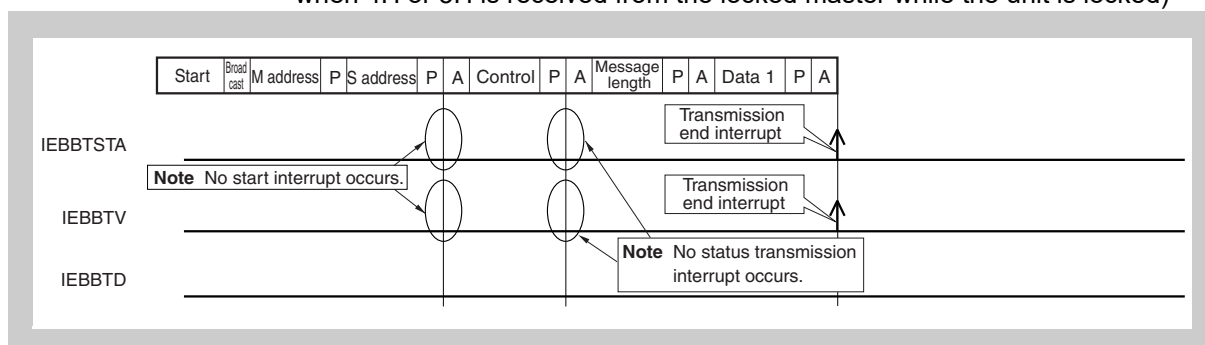 when 4H or 5H is received from the locked master while the unit is locked)
Start Broad cast M address P S address P A Control P A Message length P A Data 1 P A
Transmission
end interrupt
IEBBTSTA
Note No start interrupt occurs.
Transmission
end interrupt
IEBBTV
Note No status transmission
interrupt occurs.
IEBBTD